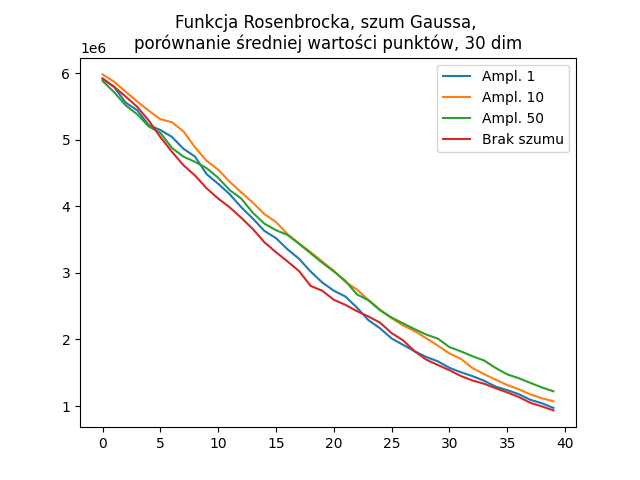 Funkcja Rosenbrocka, szum Gaussa,
porównanie średniej wartości punktów, 30 dim
1e6
6
5
4
3
2
1
0 5 10 15 20 25 30 35 40
Ampl. 1
Ampl. 10
Ampl. 50
Brak szumu